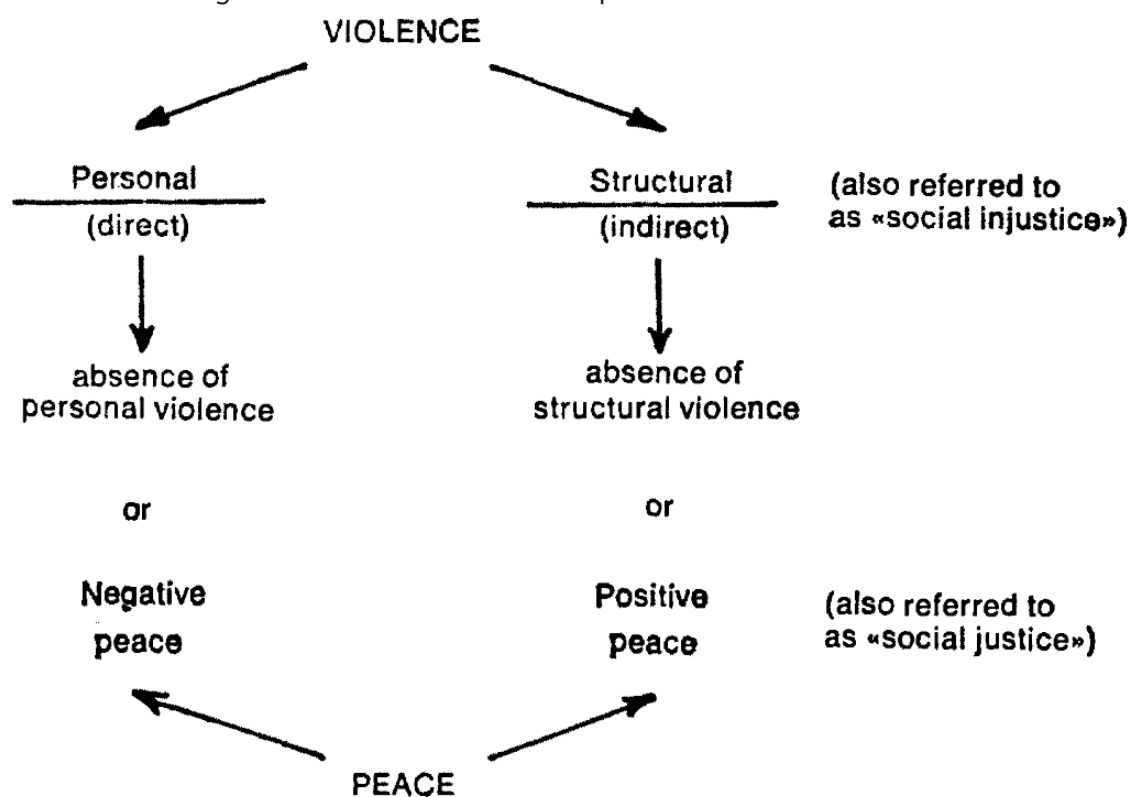 VIOLENCE
Personal
(direct)
Structural
(indirect)
(also referred to
as «social injustice»)
absence of
personal violence
absence of
structural violence
or
or
Negative
peace
Positive
peace
(also referred to
as «social justice»)
PEACE